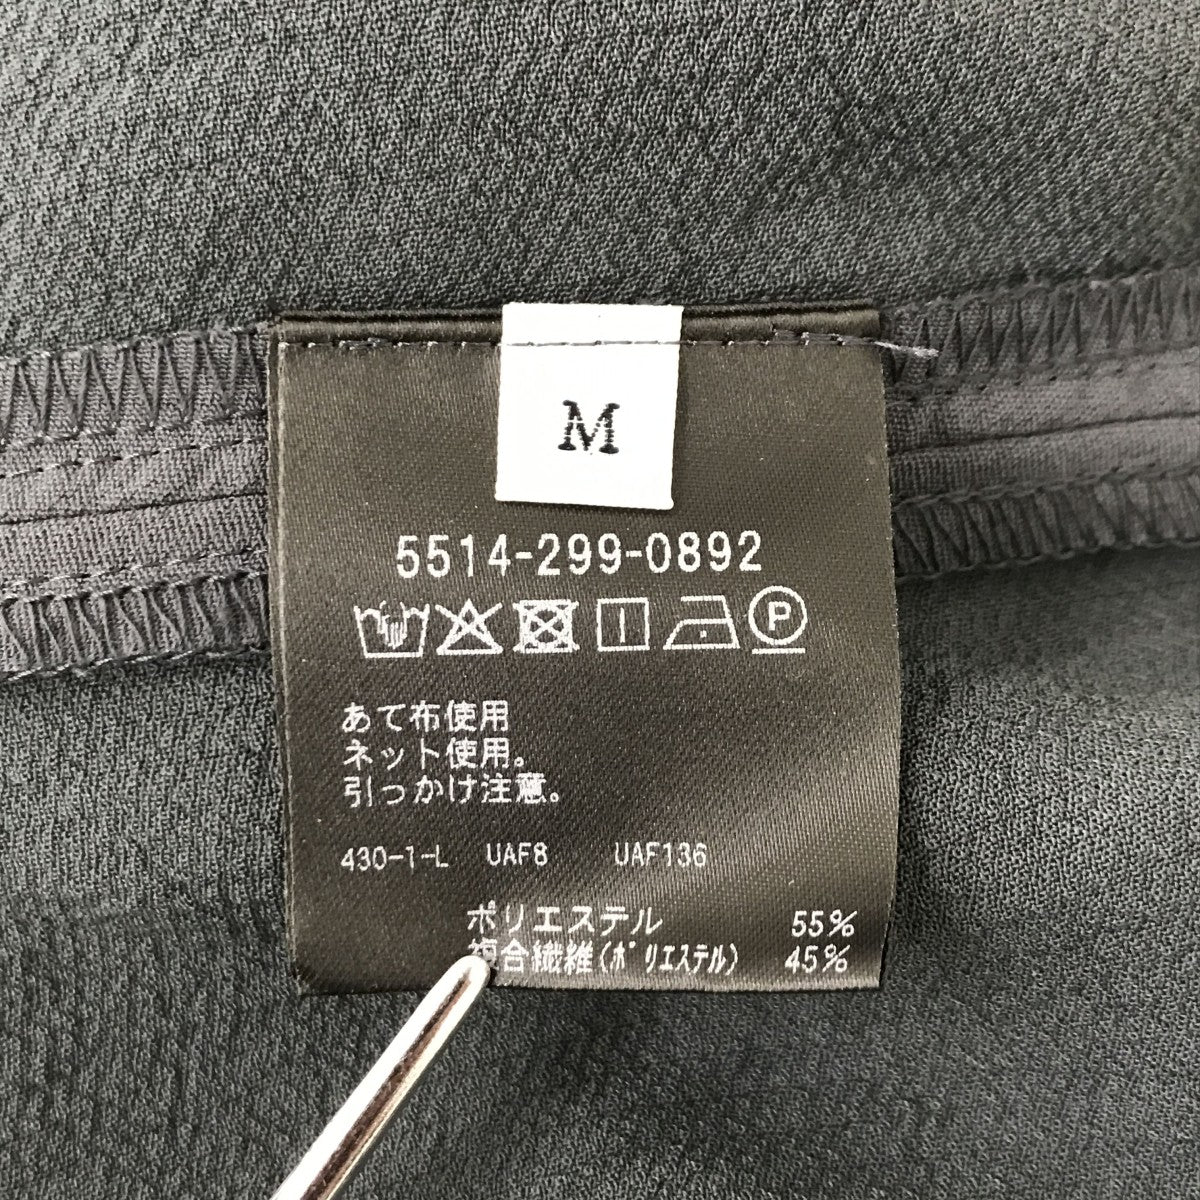 M
5514-299-0892
P
あて布使用
ネット使用。
引っかけ注意。
430-1-L UAF8 UAF136
ポリエステル 55%
複合繊維(ポリエステル) 45%